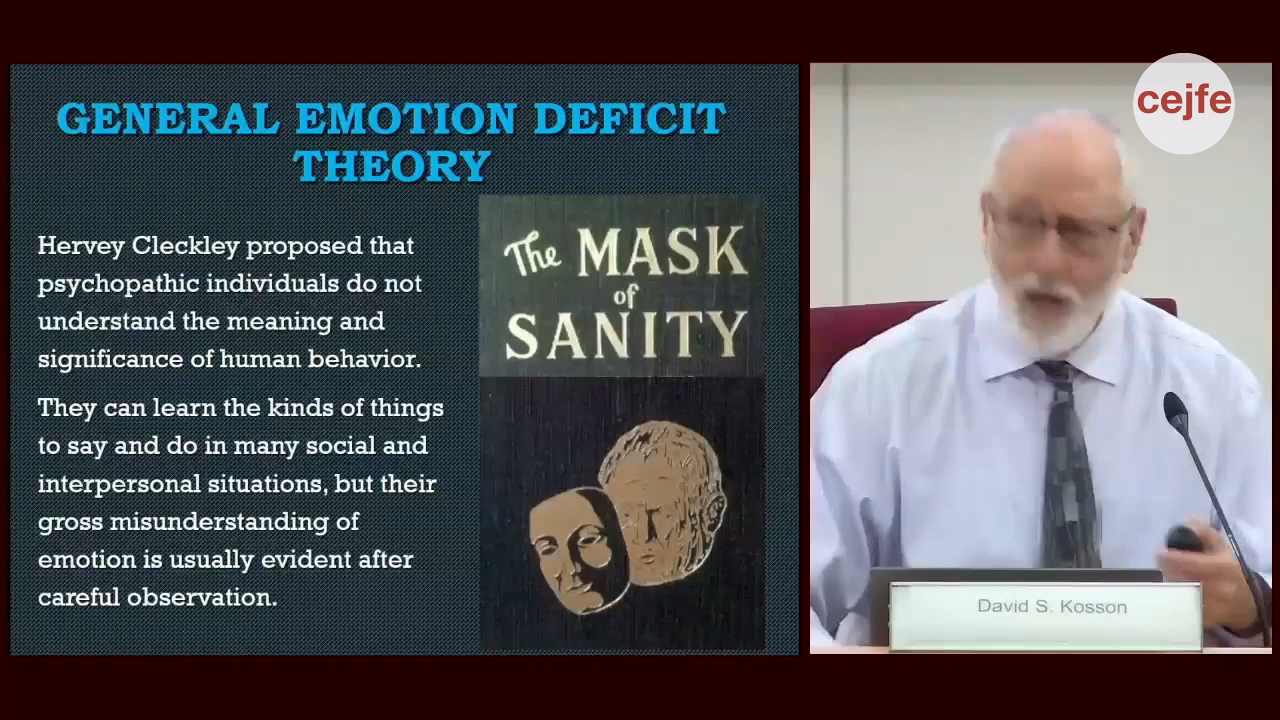 GENERAL EMOTION DEFICIT
THEORY
Hervey Cleckley proposed that
psychopathic individuals do not
understand the meaning and
significance of human behavior.
They can learn the kinds of things
to say and do in many social and
interpersonal situations, but their
gross misunderstanding of
emotion is usually evident after
careful observation.
The MASK
of
SANITY
cejfe
David S. Kosson